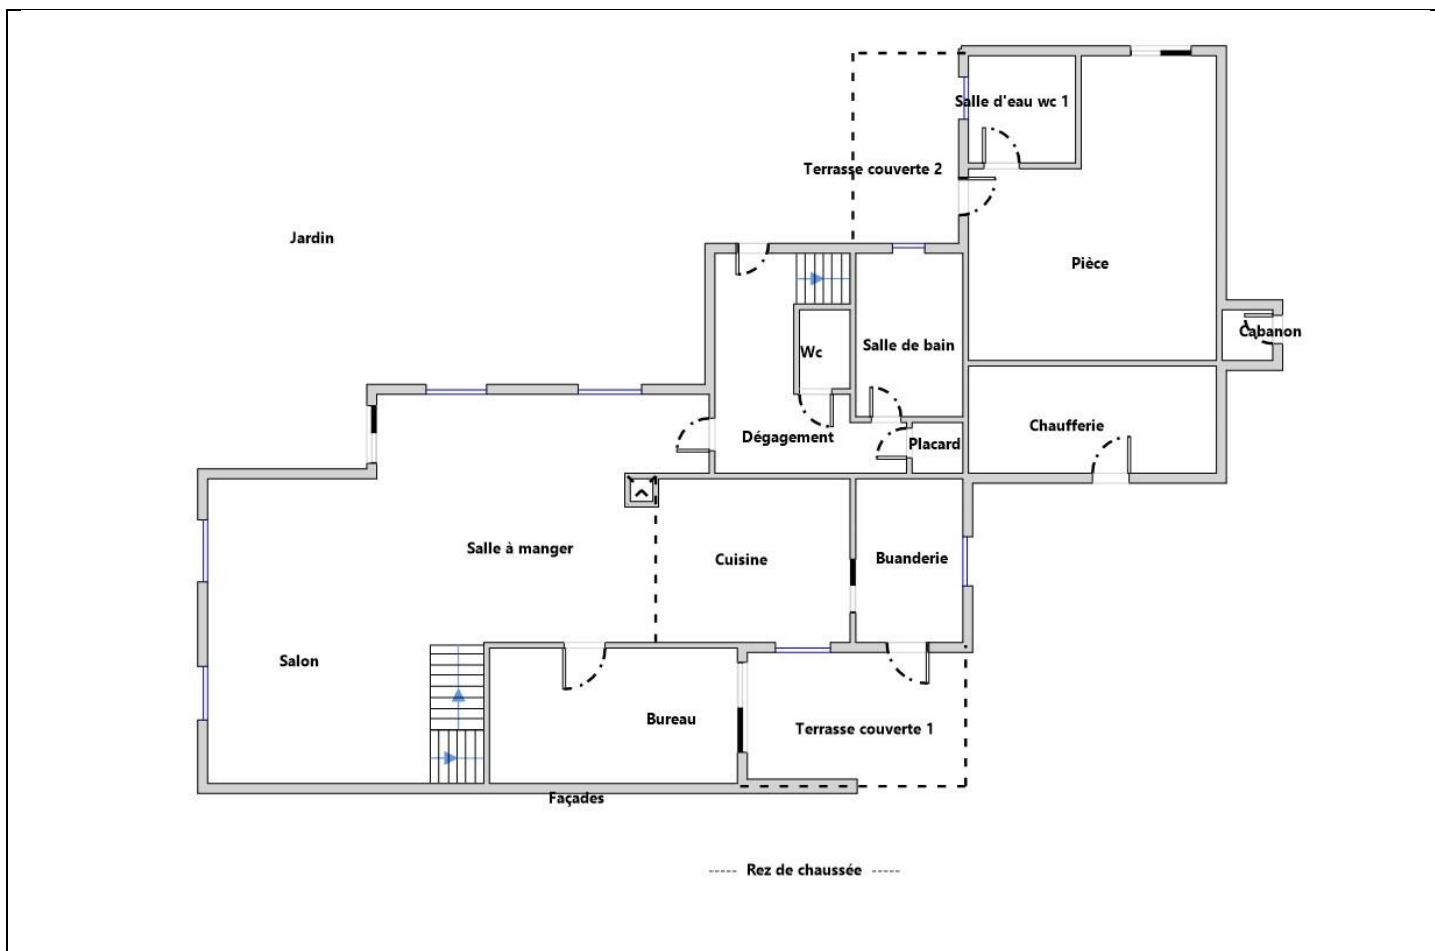 Salle d'eau wc 1
Terrasse couverte 2
Jardin
Pièce
Cabanon
Wc
Salle de bain
Chaufferie
Dégagement
Placard
Salle à manger
Cuisine
Buanderie
Salon
Bureau
Terrasse couverte 1
Façades
----- Rez de chaussée -----